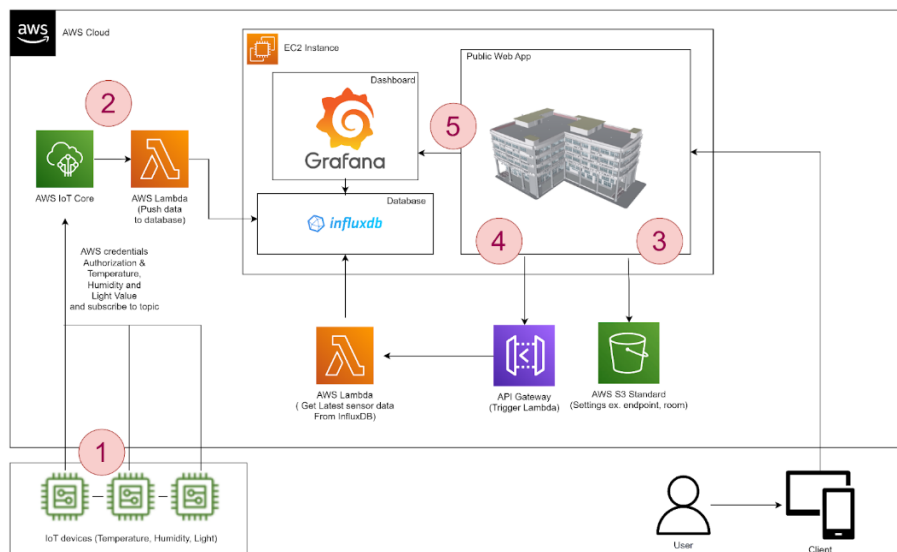 aws
AWS Cloud
EC2 Instance
Public Web App
Dashboard
Grafana
Database
influxdb
2
AWS IoT Core
AWS Lambda
(Push data
to database)
5
4
3
AWS credentials
Authorization &
Temperature,
Humidity and
Light Value
and subscribe to topic
AWS Lambda
( Get Latest sensor data
From InfluxDB)
API Gateway
(Trigger Lambda)
AWS S3 Standard
(Settings ex. endpoint, room)
1
IoT devices (Temperature, Humidity, Light)
User
Client